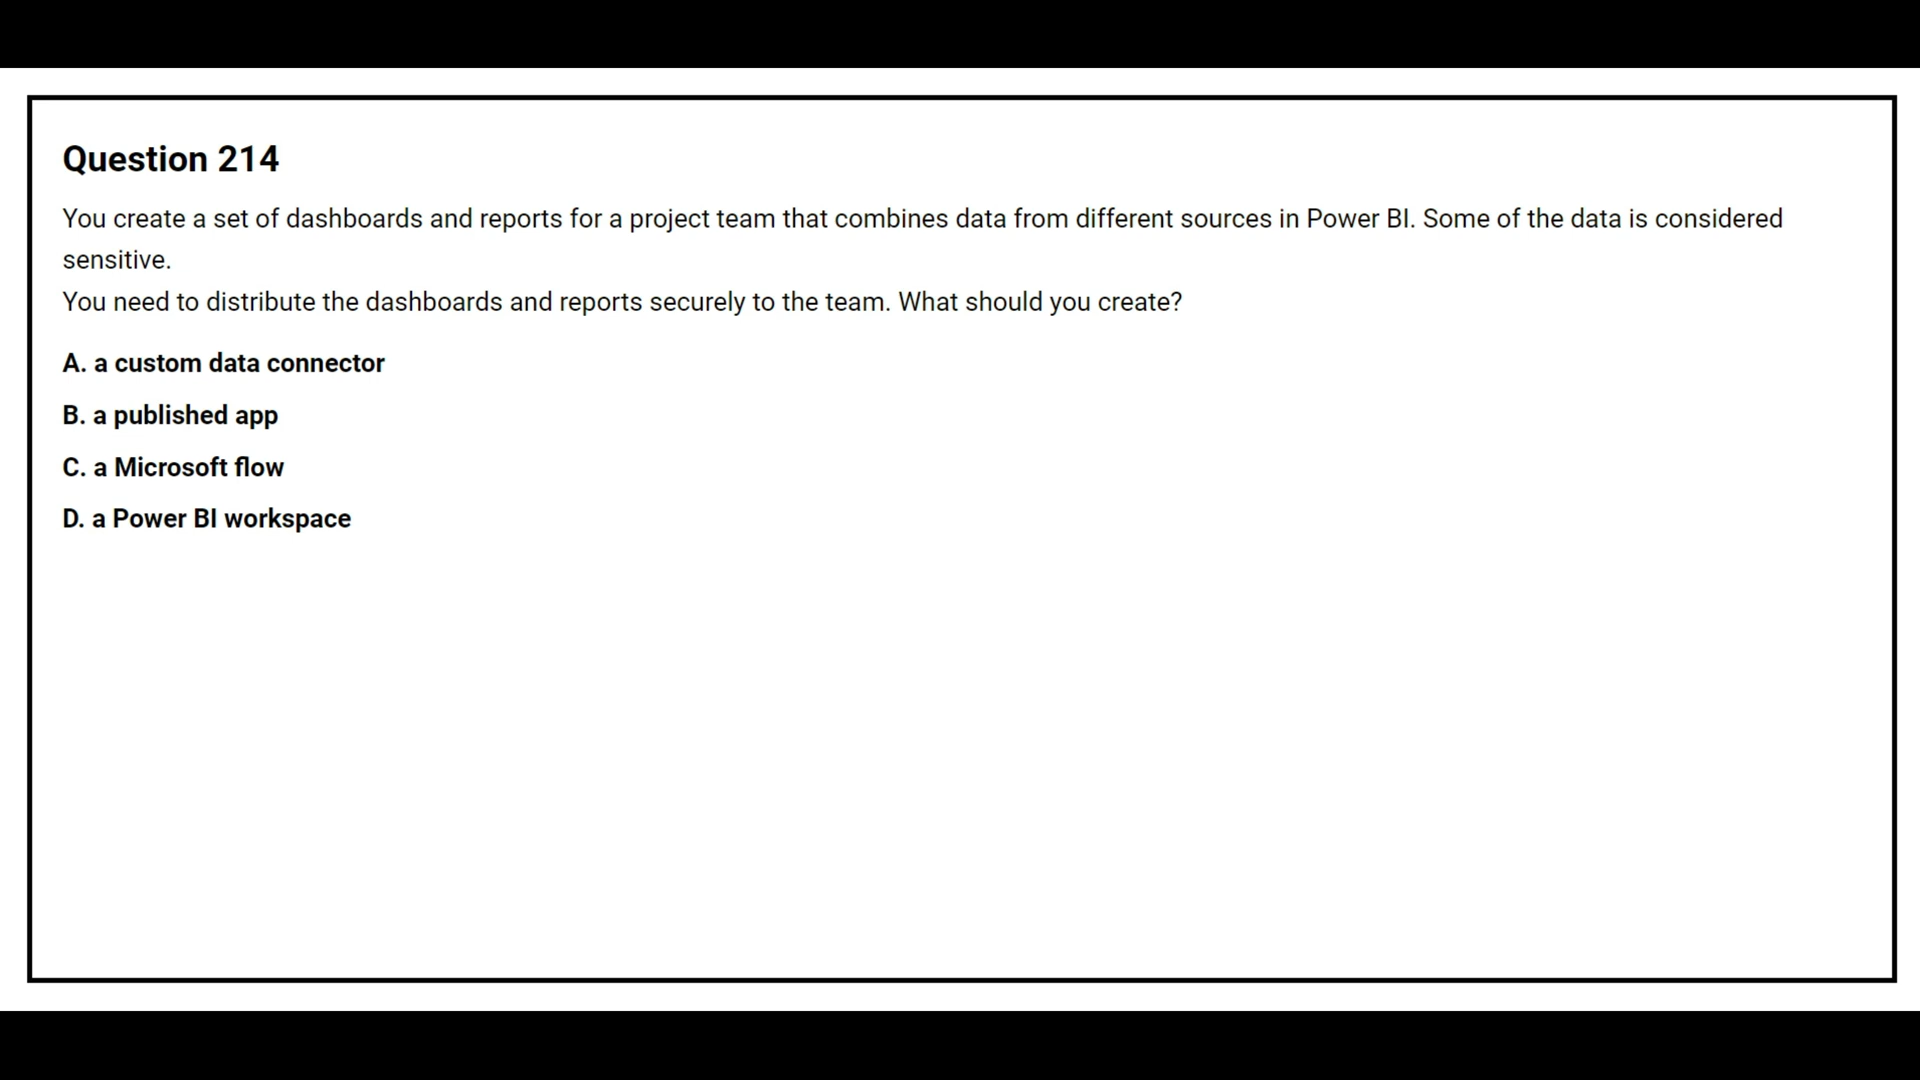 Question 214
You create a set of dashboards and reports for a project team that combines data from different sources in Power BI. Some of the data is considered
sensitive.
You need to distribute the dashboards and reports securely to the team. What should you create?
A. a custom data connector
B. a published app
C. a Microsoft flow
D. a Power BI workspace